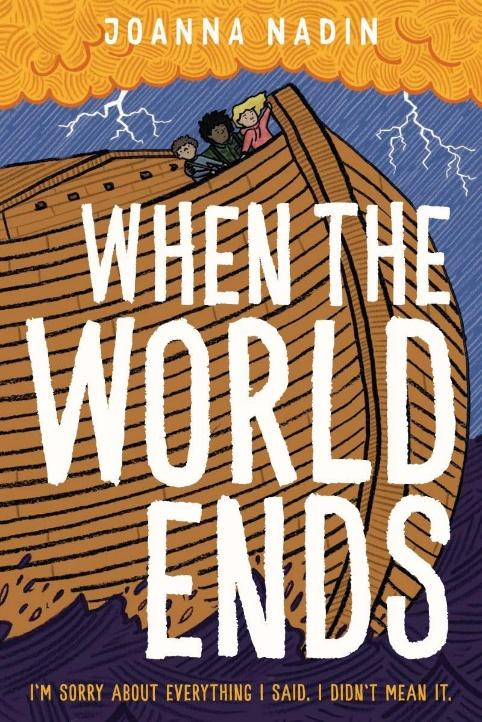 JOANNA NADIN
WHEN THE
WORLD
ENDS
I'M SORRY ABOUT EVERYTHING I SAID. I DIDN'T MEAN IT.